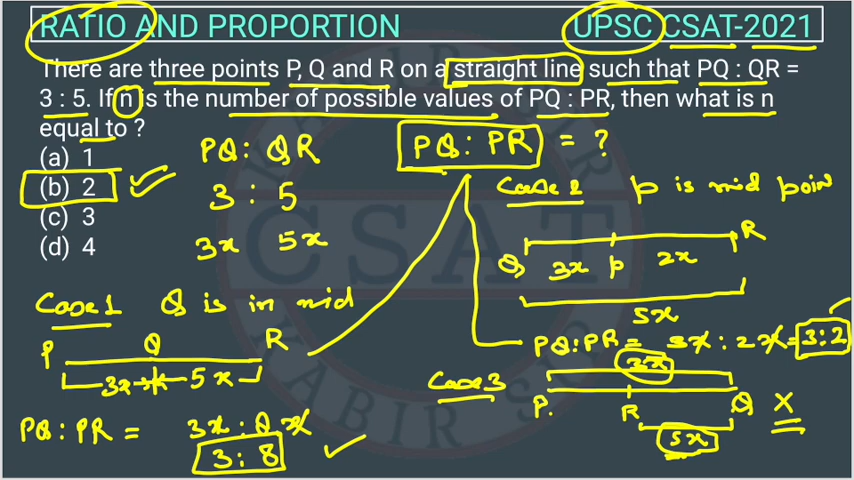 RATIO AND PROPORTION UPSC CSAT-2021
There are three points P, Q and R on a straight line such that PQ : QR =
3 : 5. If n is the number of possible values of PQ : PR, then what is n
equal to ?
(a) 1
(b) 2
(c) 3
(d) 4
PQ : QR
3 : 5
3x 5x
PQ : PR = ?
Case 2 P is mid poin
Q 3x P 2x R
5x
PQ:PR = 3x : 2x = 3:2
Case 1 Q is in mid
P Q R
3x 5x
PQ : PR = 3x : 8x
3 : 8
Case 3
3x
P. R Q X
5x
KABIR SIR
CSAT